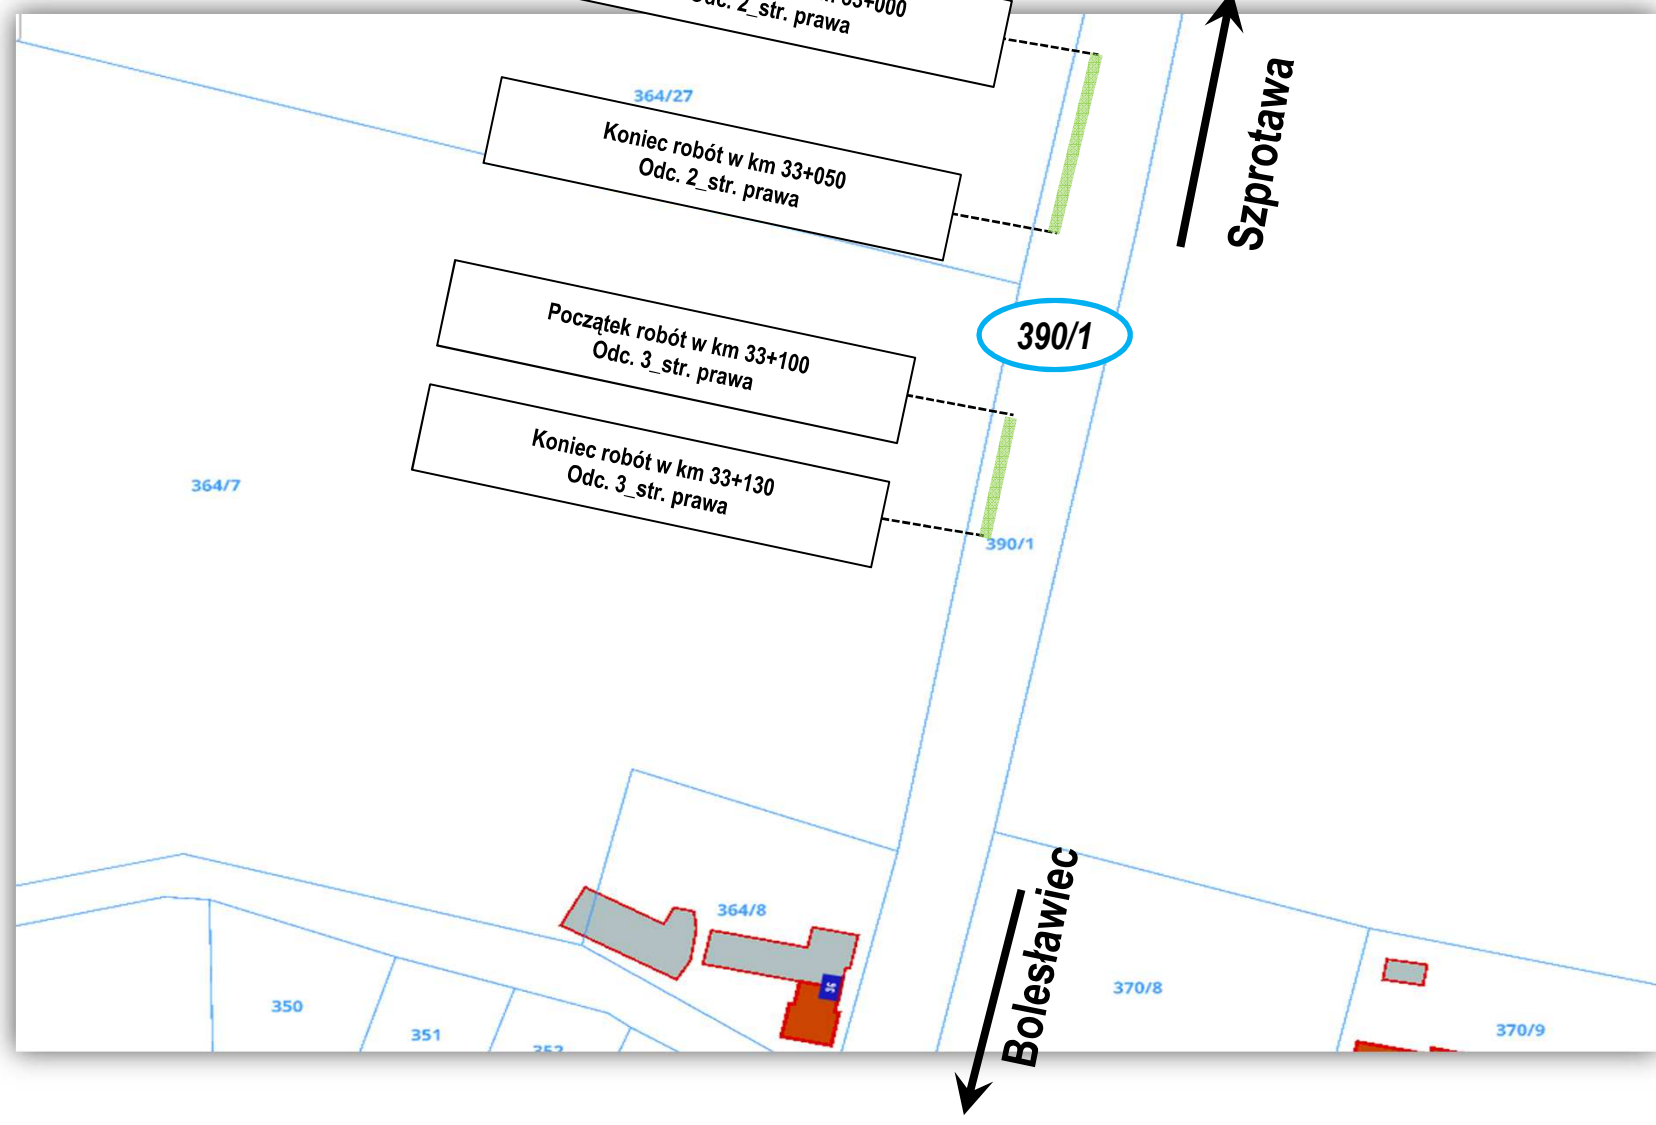 2_str. prawa
364/27
Koniec robót w km 33+050
Odc. 2_str. prawa
Szprotawa
Początek robót w km 33+100
Odc. 3_str. prawa
390/1
Koniec robót w km 33+130
Odc. 3_str. prawa
364/7
390/1
364/8
36
Bolesławiec
370/8
350
351
370/9